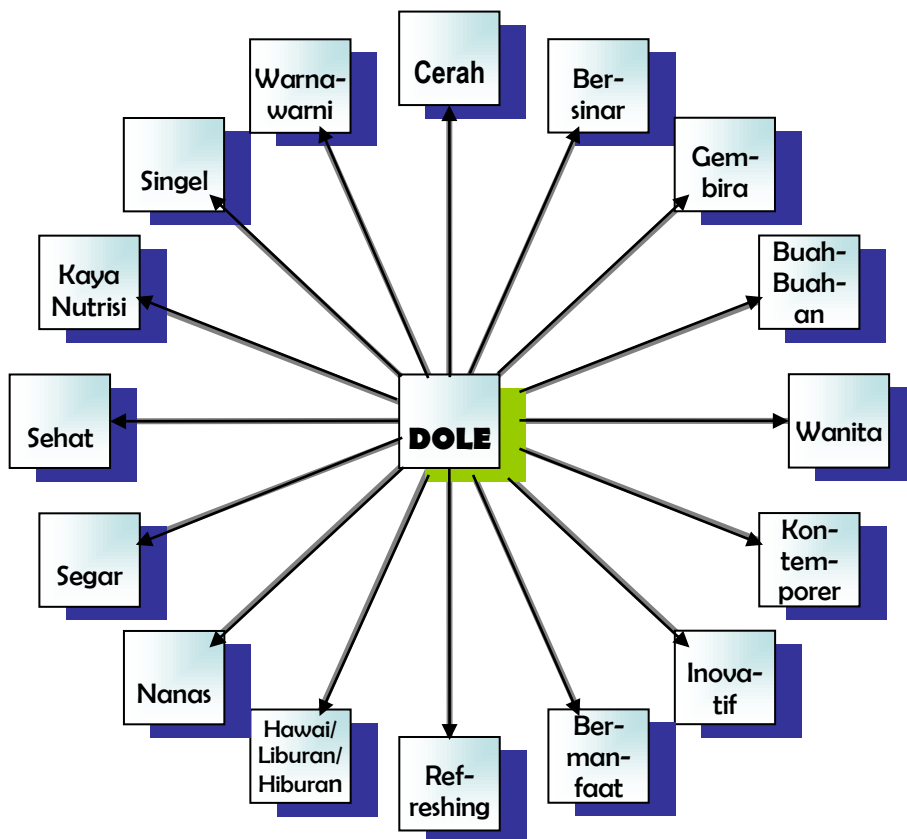 Cerah
Ber-
sinar
Gem-
bira
Buah-
Buah-
an
Wanita
Kon-
tem-
porer
Inova-
tif
Ber-
man-
faat
Ref-
reshing
Hawai/
Liburan/
Hiburan
Nanas
Segar
Sehat
Kaya
Nutrisi
Singel
Warna-
warni
DOLE